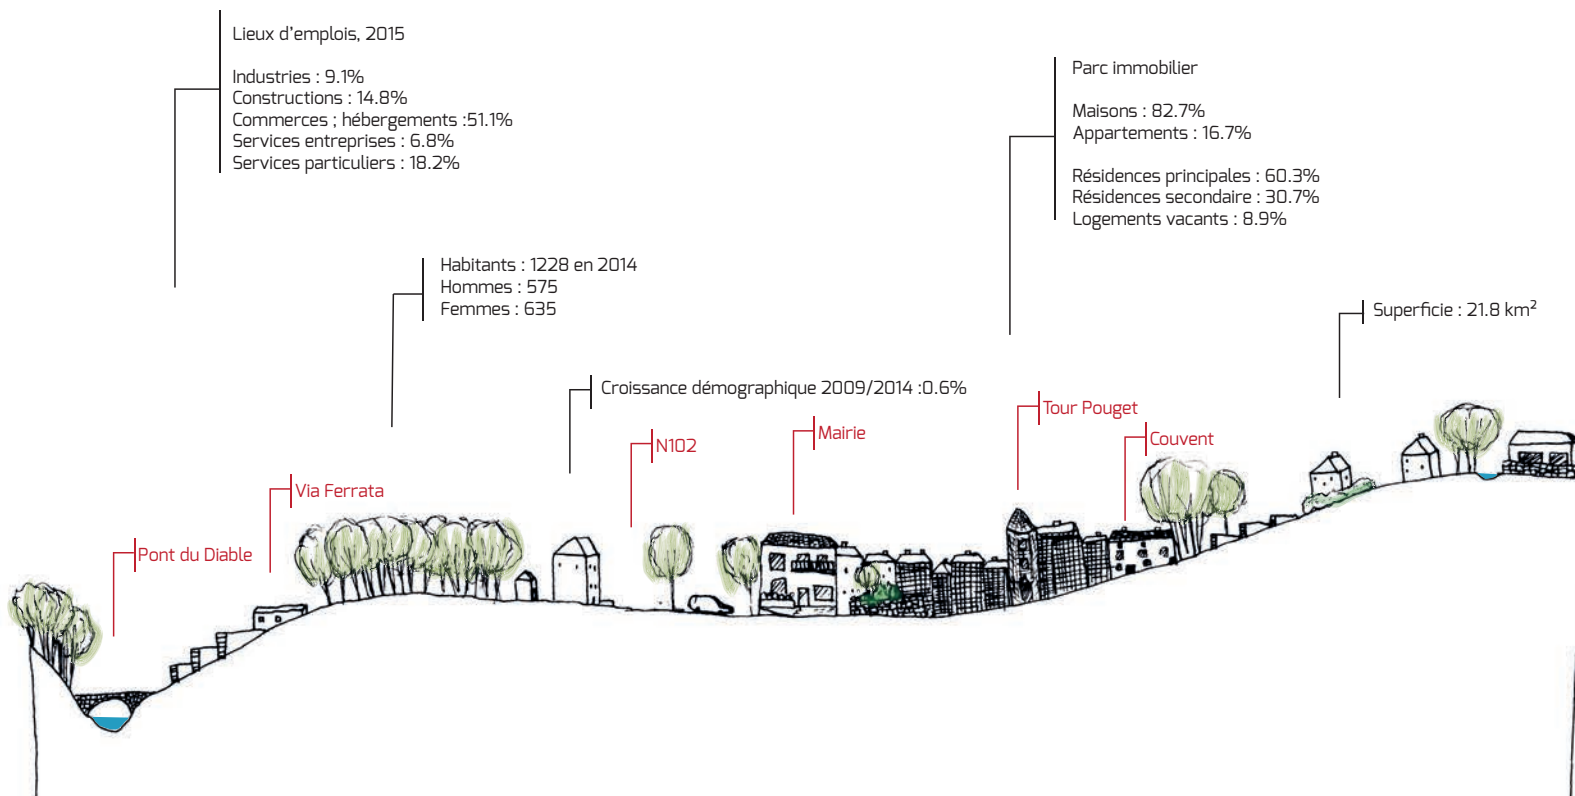 Lieux d'emplois, 2015
Industries : 9.1%
Constructions : 14.8%
Commerces ; hébergements :51.1%
Services entreprises : 6.8%
Services particuliers : 18.2%
Parc immobilier
Maisons : 82.7%
Appartements : 16.7%
Résidences principales : 60.3%
Résidences secondaire : 30.7%
Logements vacants : 8.9%
Habitants : 1228 en 2014
Hommes : 575
Femmes : 635
Superficie : 21.8 km²
Croissance démographique 2009/2014 :0.6%
Tour Pouget
Mairie
N102
Couvent
Via Ferrata
Pont du Diable